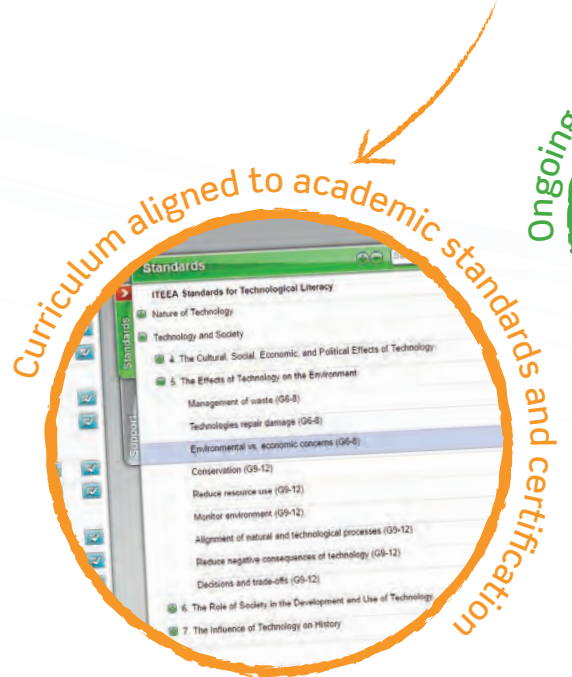 Ongoing
Curriculum aligned to academic standards and certification
Standards
ITEEA Standards for Technological Literacy
Nature of Technology
Technology and Society
4. The Cultural, Social, Economic, and Political Effects of Technology
5. The Effects of Technology on the Environment
Management of waste (G6-8)
Technologies repair damage (G6-8)
Environmental vs. economic concerns (G6-8)
Conservation (G9-12)
Reduce resource use (G9-12)
Monitor environment (G9-12)
Alignment of natural and technological processes (G9-12)
Reduce negative consequences of technology (G9-12)
Decisions and trade-offs (G9-12)
6. The Role of Society in the Development and Use of Technology
7. The Influence of Technology on History
Standards
Support